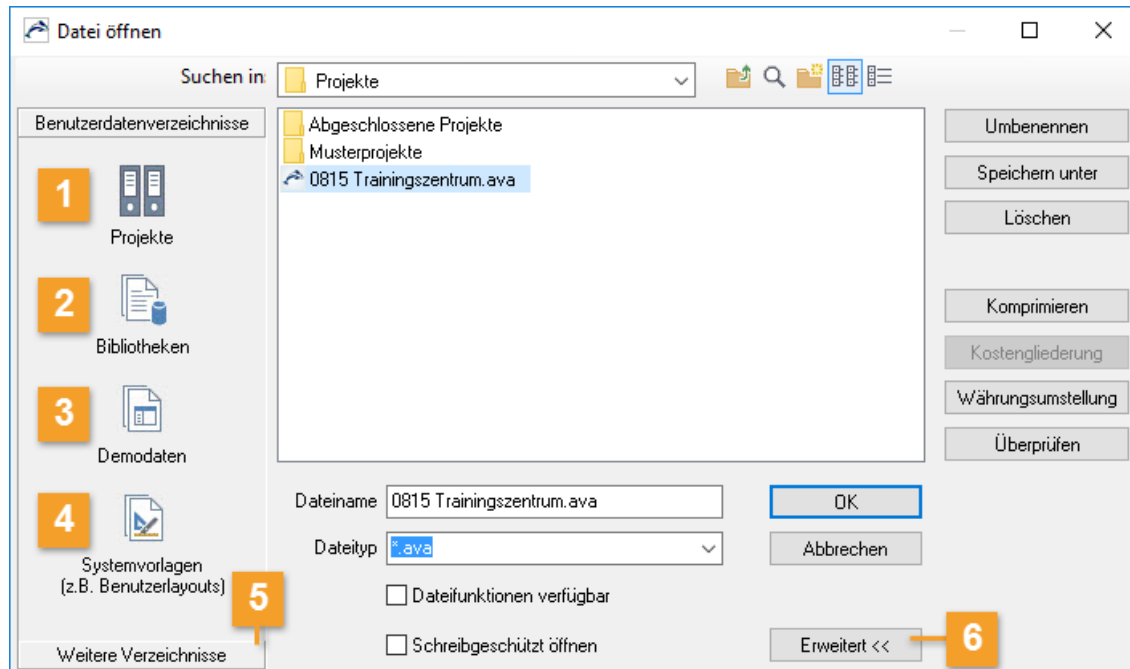 Datei öffnen
Suchen in:
Projekte
Benutzerdatenverzeichnisse
1
Projekte
2
Bibliotheken
3
Demodaten
4
Systemvorlagen
(z.B. Benutzerlayouts)
5
Weitere Verzeichnisse
Abgeschlossene Projekte
Musterprojekte
0815 Trainingszentrum.ava
Umbenennen
Speichern unter
Löschen
Komprimieren
Kostengliederung
Währungsumstellung
Überprüfen
Dateiname 0815 Trainingszentrum.ava
OK
Dateityp *.ava
Abbrechen
Dateifunktionen verfügbar
Schreibgeschützt öffnen
Erweitert <<
6